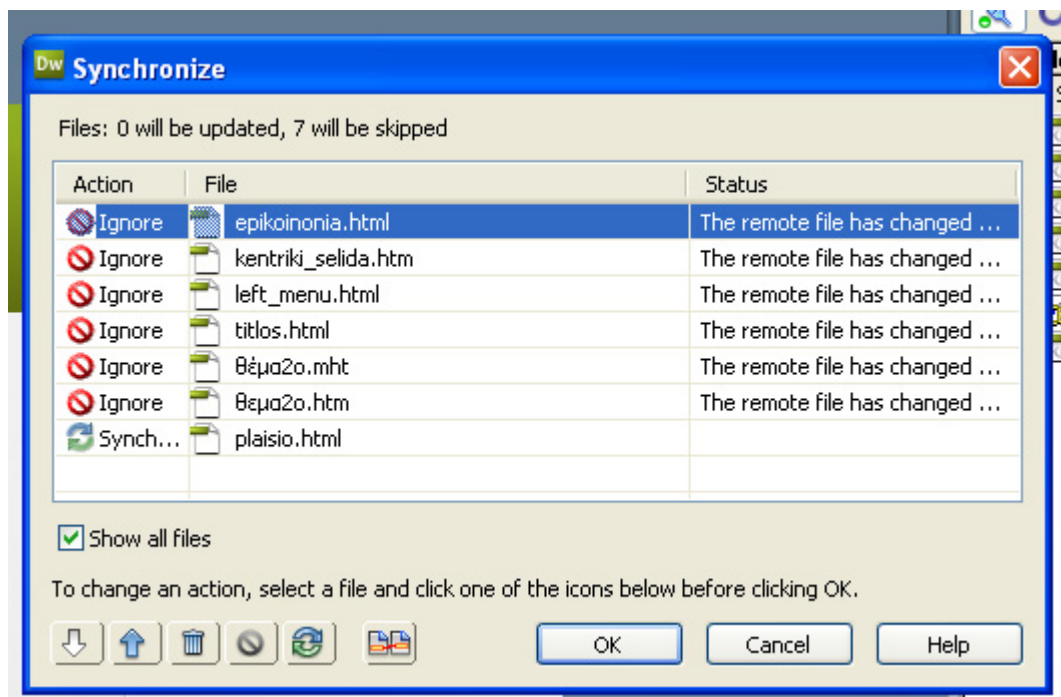 Dw Synchronize
Files: 0 will be updated, 7 will be skipped
Action File Status
Ignore epikoinonia.html The remote file has changed ...
Ignore kentriki_selida.htm The remote file has changed ...
Ignore left_menu.html The remote file has changed ...
Ignore titlos.html The remote file has changed ...
Ignore θέμα2ο.mht The remote file has changed ...
Ignore θεμα2ο.htm The remote file has changed ...
Synch... plaisio.html
Show all files
To change an action, select a file and click one of the icons below before clicking OK.
OK Cancel Help